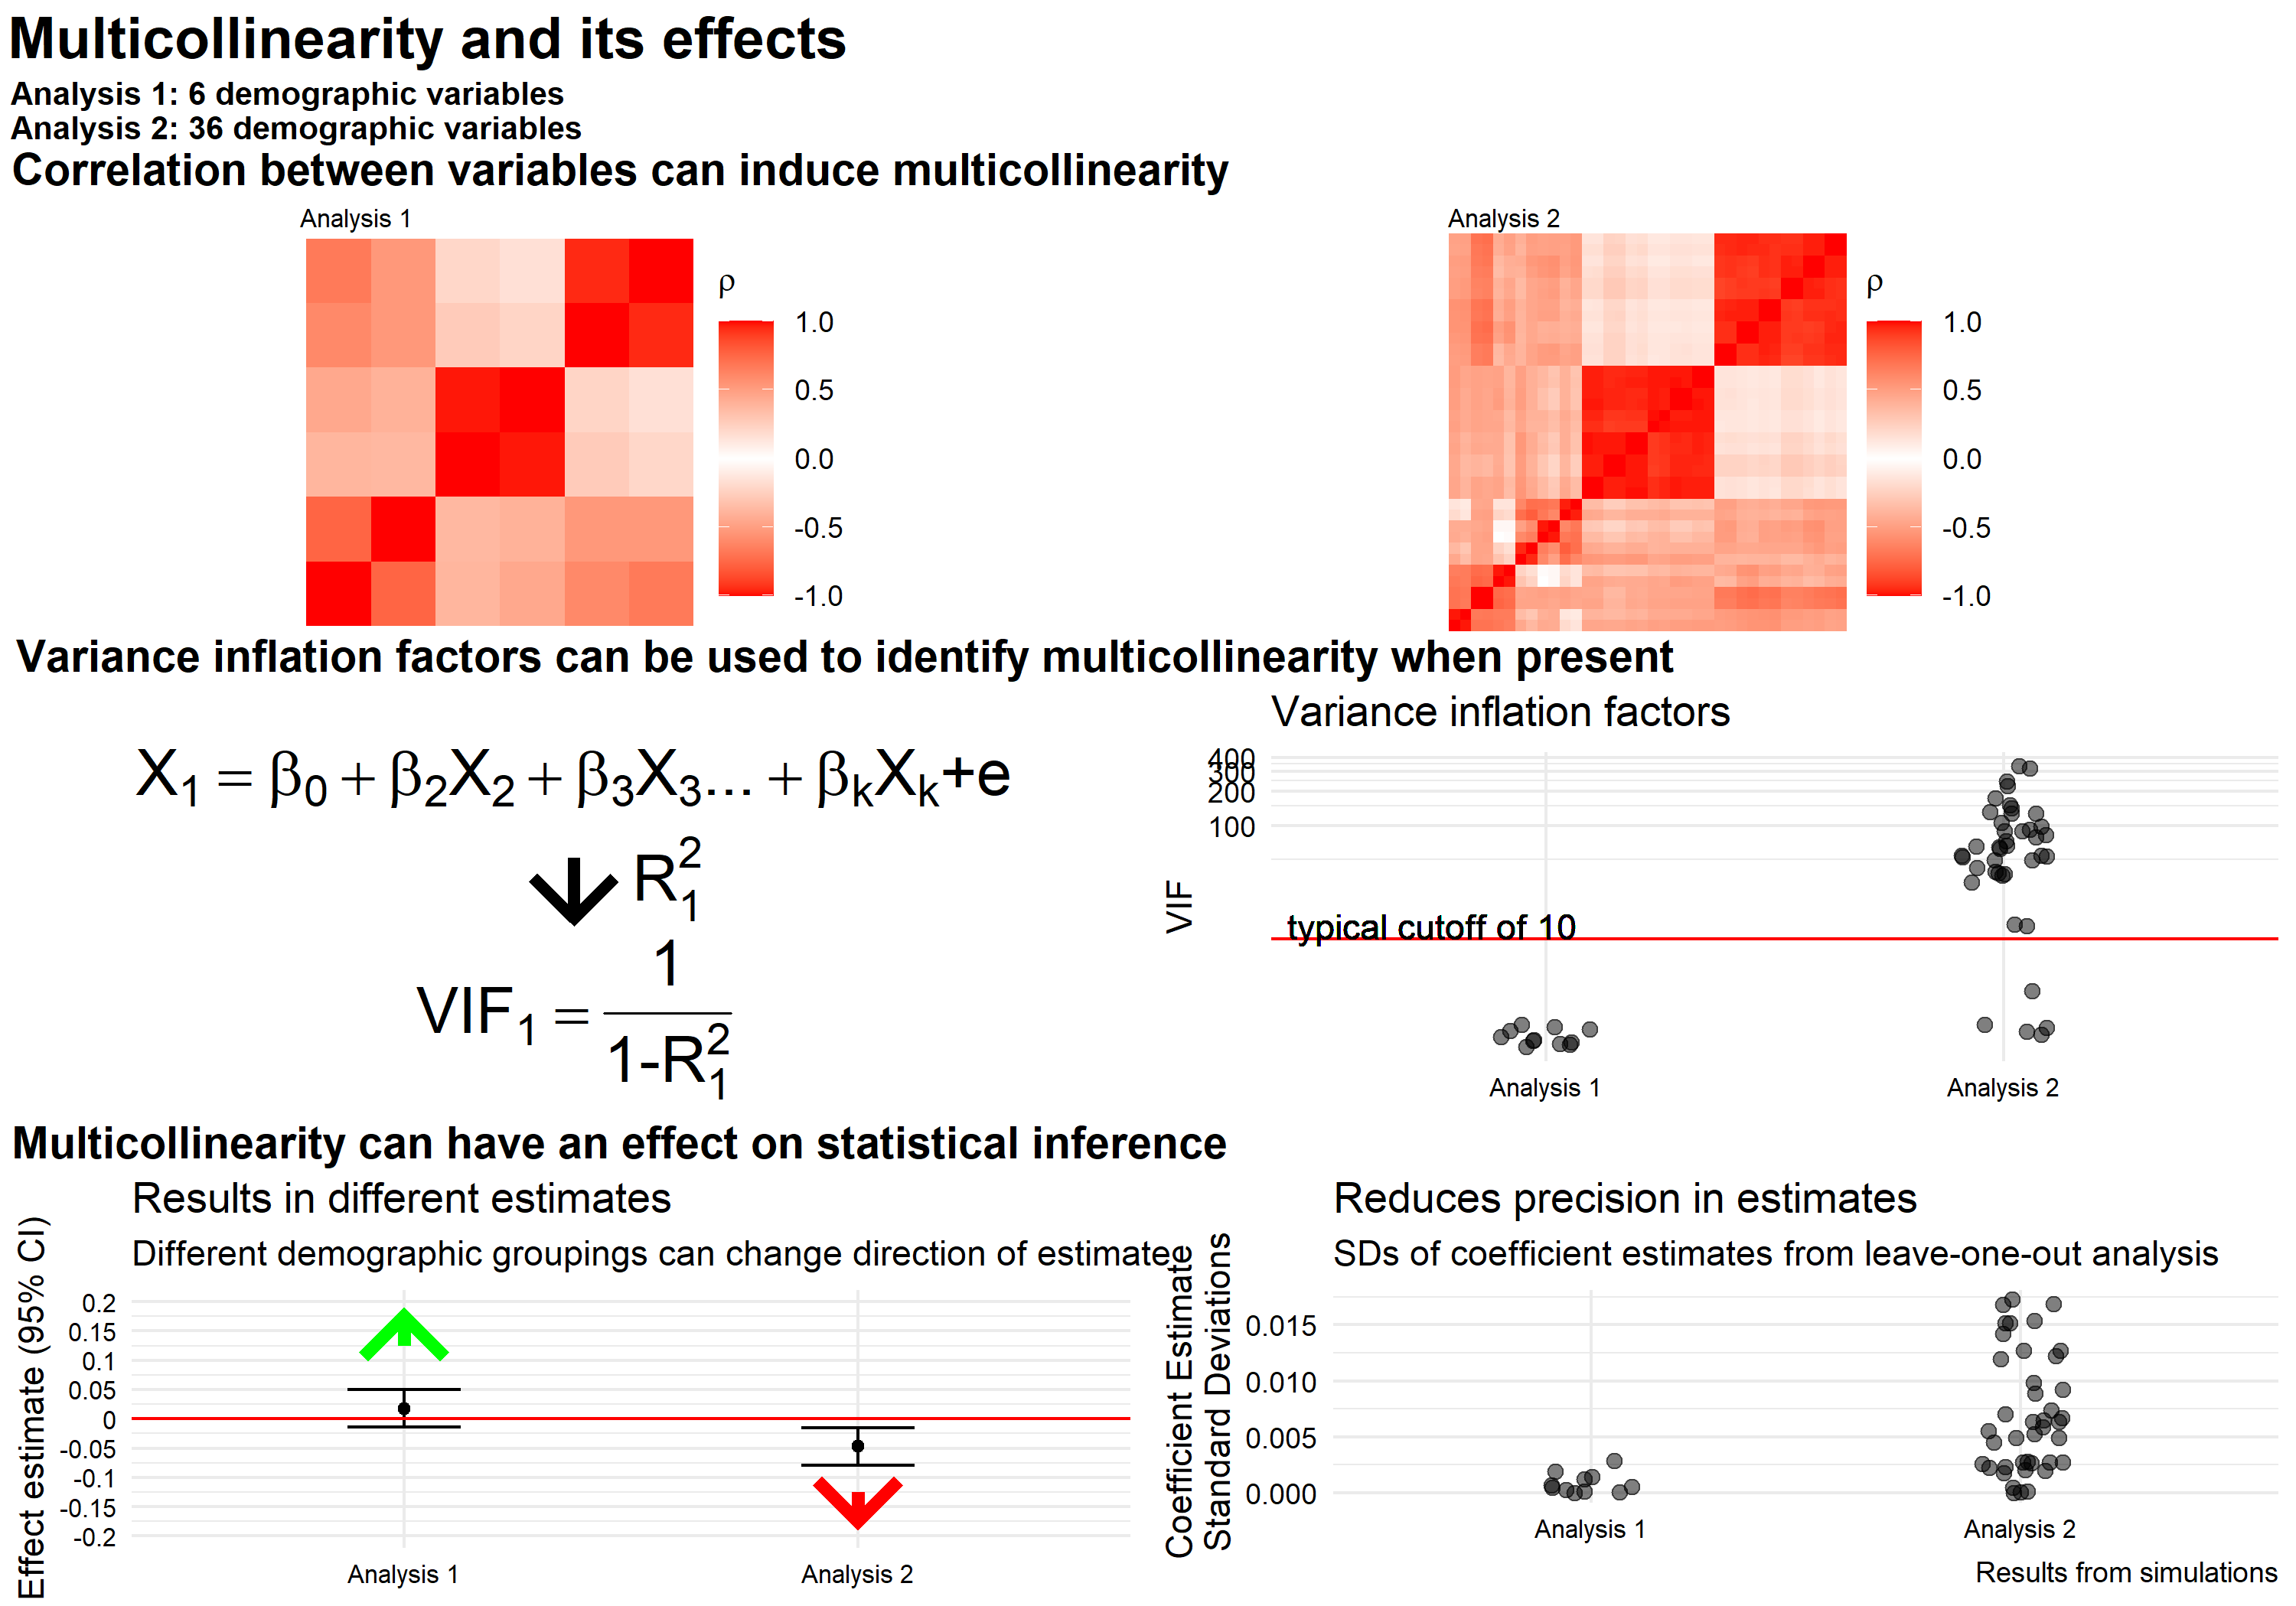 Multicollinearity and its effects
Analysis 1: 6 demographic variables
Analysis 2: 36 demographic variables
Correlation between variables can induce multicollinearity
Analysis 1
ρ
1.0
0.5
0.0
-0.5
-1.0
Analysis 2
ρ
1.0
0.5
0.0
-0.5
-1.0
Variance inflation factors can be used to identify multicollinearity when present
X₁ = β₀ + β₂X₂ + β₃X₃... + βₖXₖ+e
R₁²
VIF₁ = 1 / 1-R₁²
Variance inflation factors
VIF
400
300
200
100
typical cutoff of 10
Analysis 1 Analysis 2
Multicollinearity can have an effect on statistical inference
Results in different estimates
Different demographic groupings can change direction of estimatee
Effect estimate (95% CI)
0.2
0.15
0.1
0.05
0
-0.05
-0.1
-0.15
-0.2
Analysis 1 Analysis 2
Reduces precision in estimates
SDs of coefficient estimates from leave-one-out analysis
Coefficient Estimate
Standard Deviations
0.015
0.010
0.005
0.000
Analysis 1 Analysis 2
Results from simulations